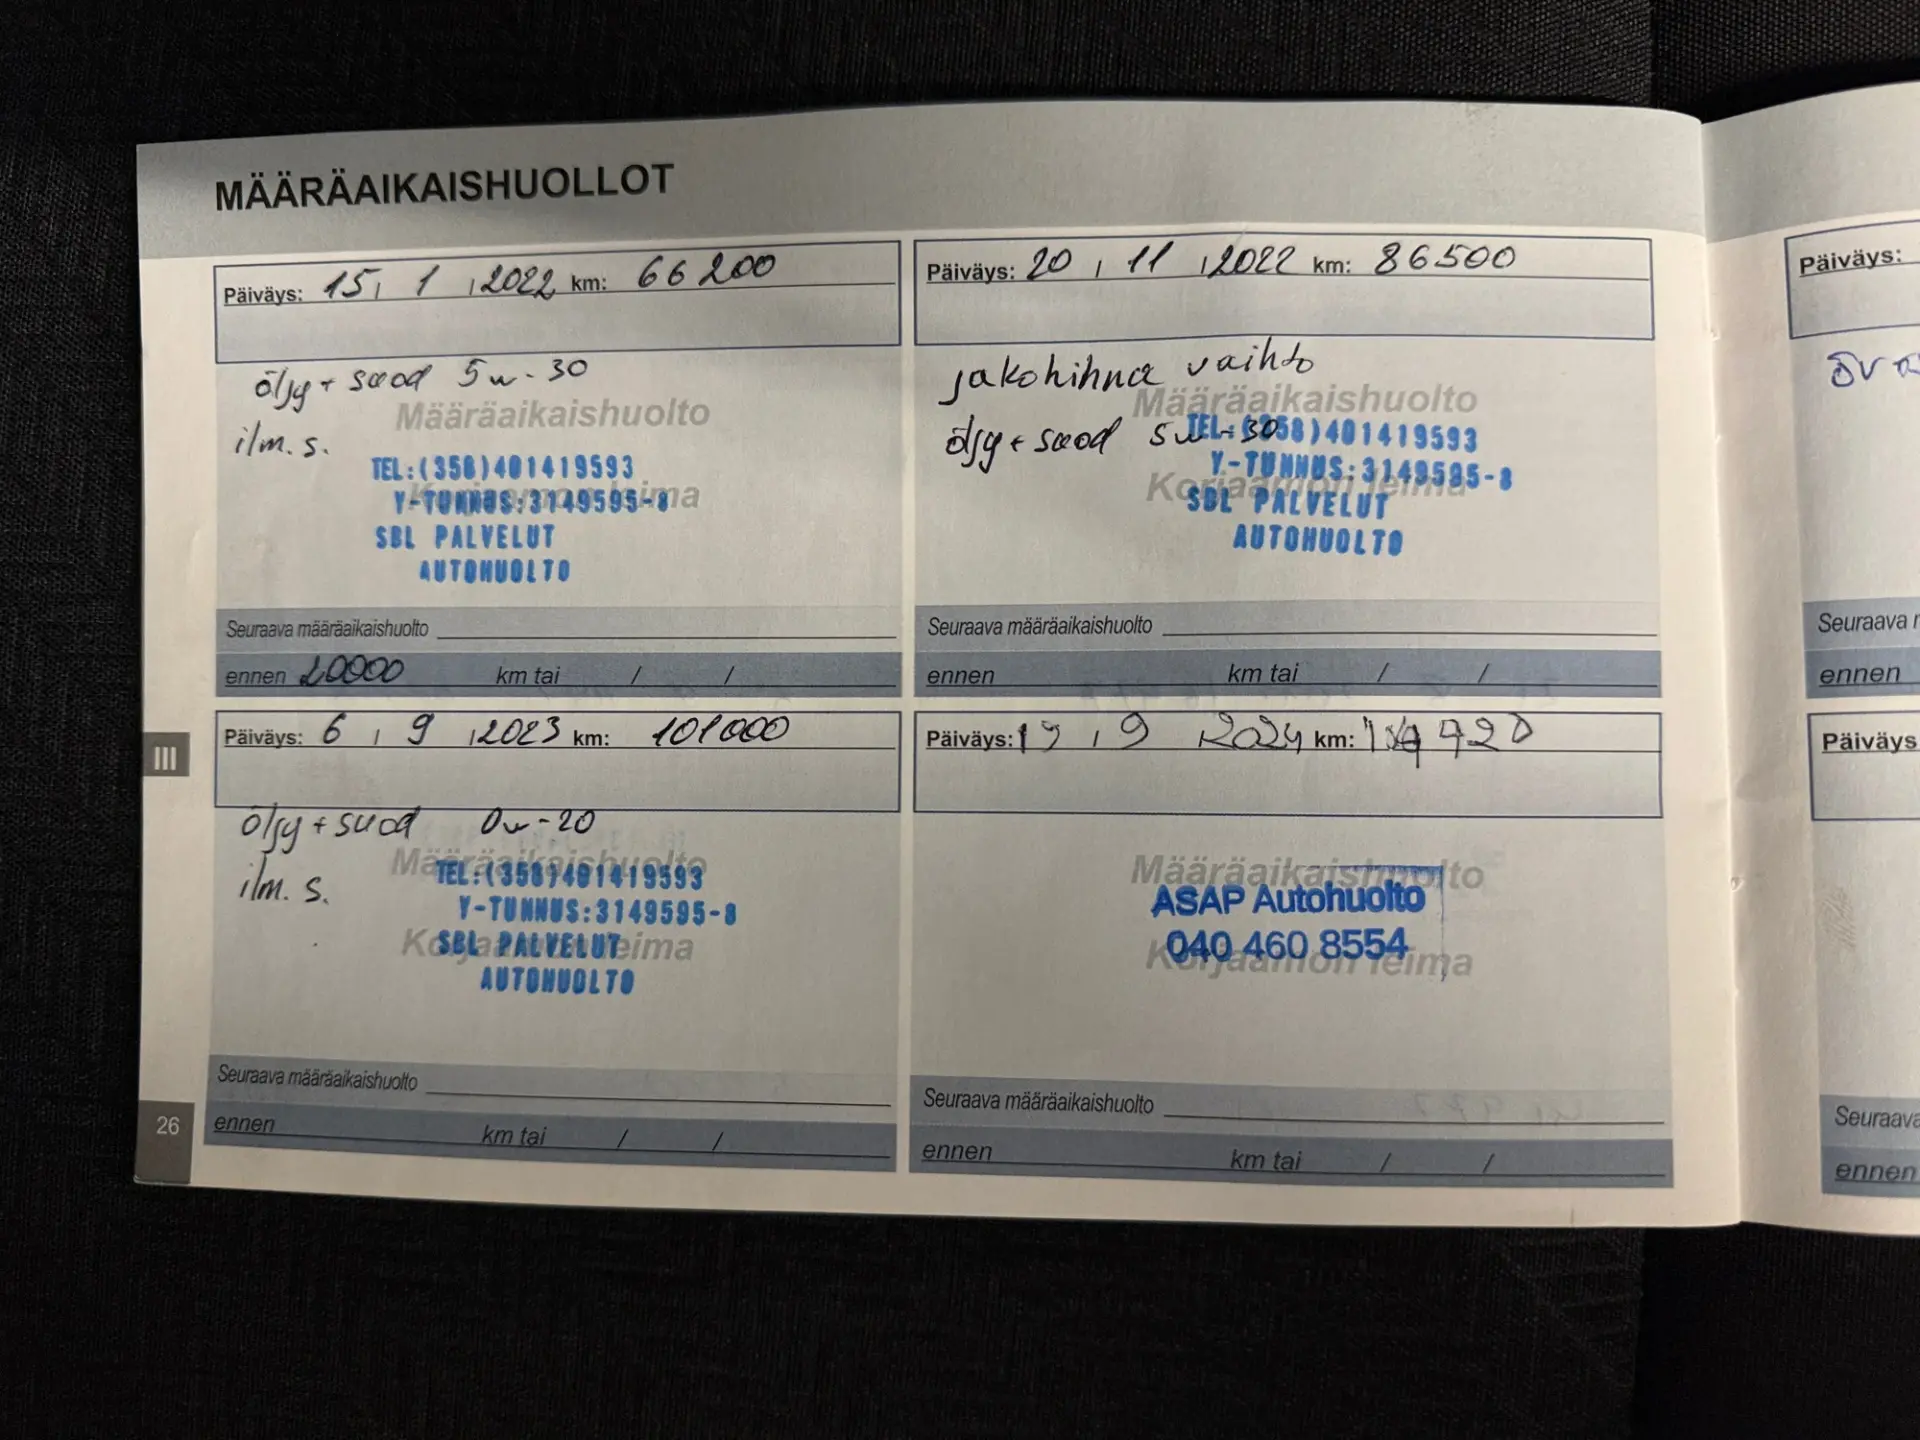 MÄÄRÄAIKAISHUOLLOT
Päiväys: 15, 1, 2022 km: 66 200
öljy + suod 5w-30
Määräaikaishuolto
ilm. s.
TEL:(358)401419593
Korjaamon leima
Y-TUNNUS:3149595-8
SBL PALVELUT
AUTOHUOLTO
Seuraava määräaikaishuolto
ennen 20000 km tai / /
Päiväys: 20, 11, 2022 km: 86500
jakohihna vaihto
Määräaikaishuolto
öljy + suod 5w-30
TEL:(358)401419593
Y-TUNNUS:3149595-8
Korjaamon leima
SBL PALVELUT
AUTOHUOLTO
Seuraava määräaikaishuolto
ennen km tai / /
Päiväys: 6, 9, 2023 km: 101000
öljy + suod 0w-20
Määräaikaishuolto
TEL:(358)401419593
ilm. s.
Y-TUNNUS:3149595-8
Korjaamon leima
SBL PALVELUT
AUTOHUOLTO
Seuraava määräaikaishuolto
ennen km tai / /
Päiväys: 19, 9, 2024 km:
Määräaikaishuolto
ASAP Autohuolto
040 460 8554
Korjaamon leima
Seuraava määräaikaishuolto
ennen km tai / /
III
26
Päiväys:
Seuraava
ennen
Päiväys
Seuraava
ennen